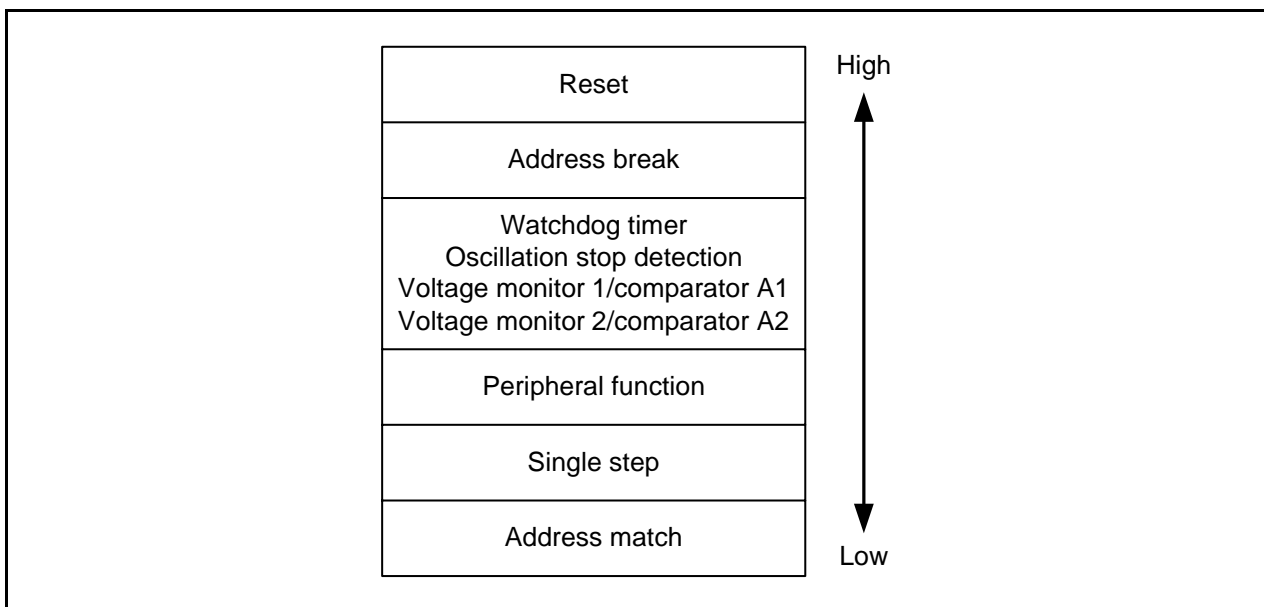 Reset
High
Address break
Watchdog timer
Oscillation stop detection
Voltage monitor 1/comparator A1
Voltage monitor 2/comparator A2
Peripheral function
Single step
Address match
Low